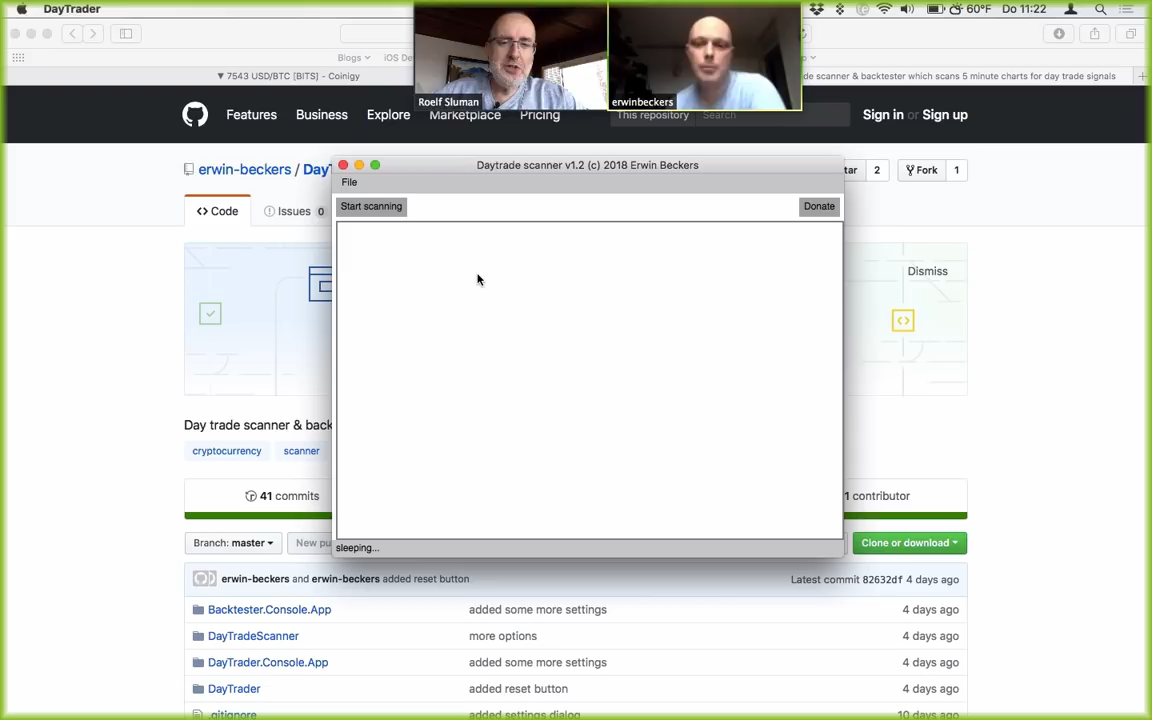 DayTrader
60°F Do 11:22
Blogs
iOS De
▼ 7543 USD/BTC [BITS] - Coinigy
de scanner & backtester which scans 5 minute charts for day trade signals
Roelf Sluman
erwinbeckers
Features
Business
Explore
Marketplace
Pricing
This repository
Search
Sign in or Sign up
erwin-beckers / DayT
tar 2
Fork 1
Code
Issues 0
Daytrade scanner v1.2 (c) 2018 Erwin Beckers
File
Start scanning
Donate
sleeping...
Dismiss
Day trade scanner & back
cryptocurrency
scanner
41 commits
1 contributor
Branch: master
New pu
Clone or download
erwin-beckers and erwin-beckers added reset button
Latest commit 82632df 4 days ago
Backtester.Console.App added some more settings 4 days ago
DayTradeScanner more options 4 days ago
DayTrader.Console.App added some more settings 4 days ago
DayTrader added reset button 4 days ago
.gitignore added settings dialog 10 days ago